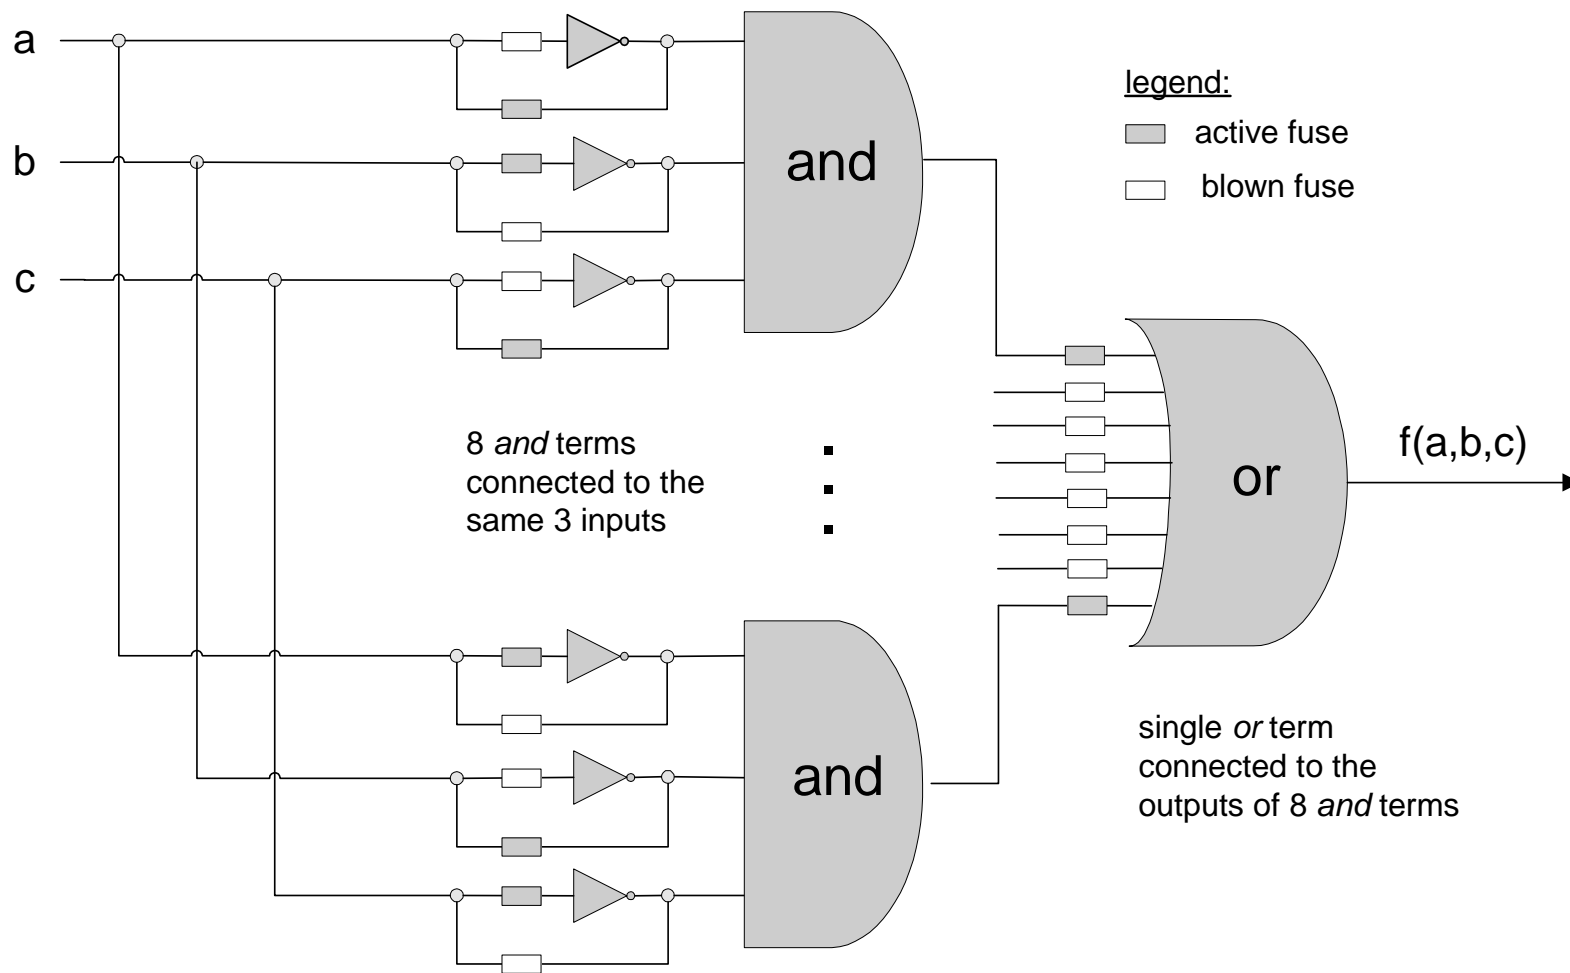 a
b
c
and
legend:
active fuse
blown fuse
8 and terms
connected to the
same 3 inputs
or
f(a,b,c)
and
single or term
connected to the
outputs of 8 and terms